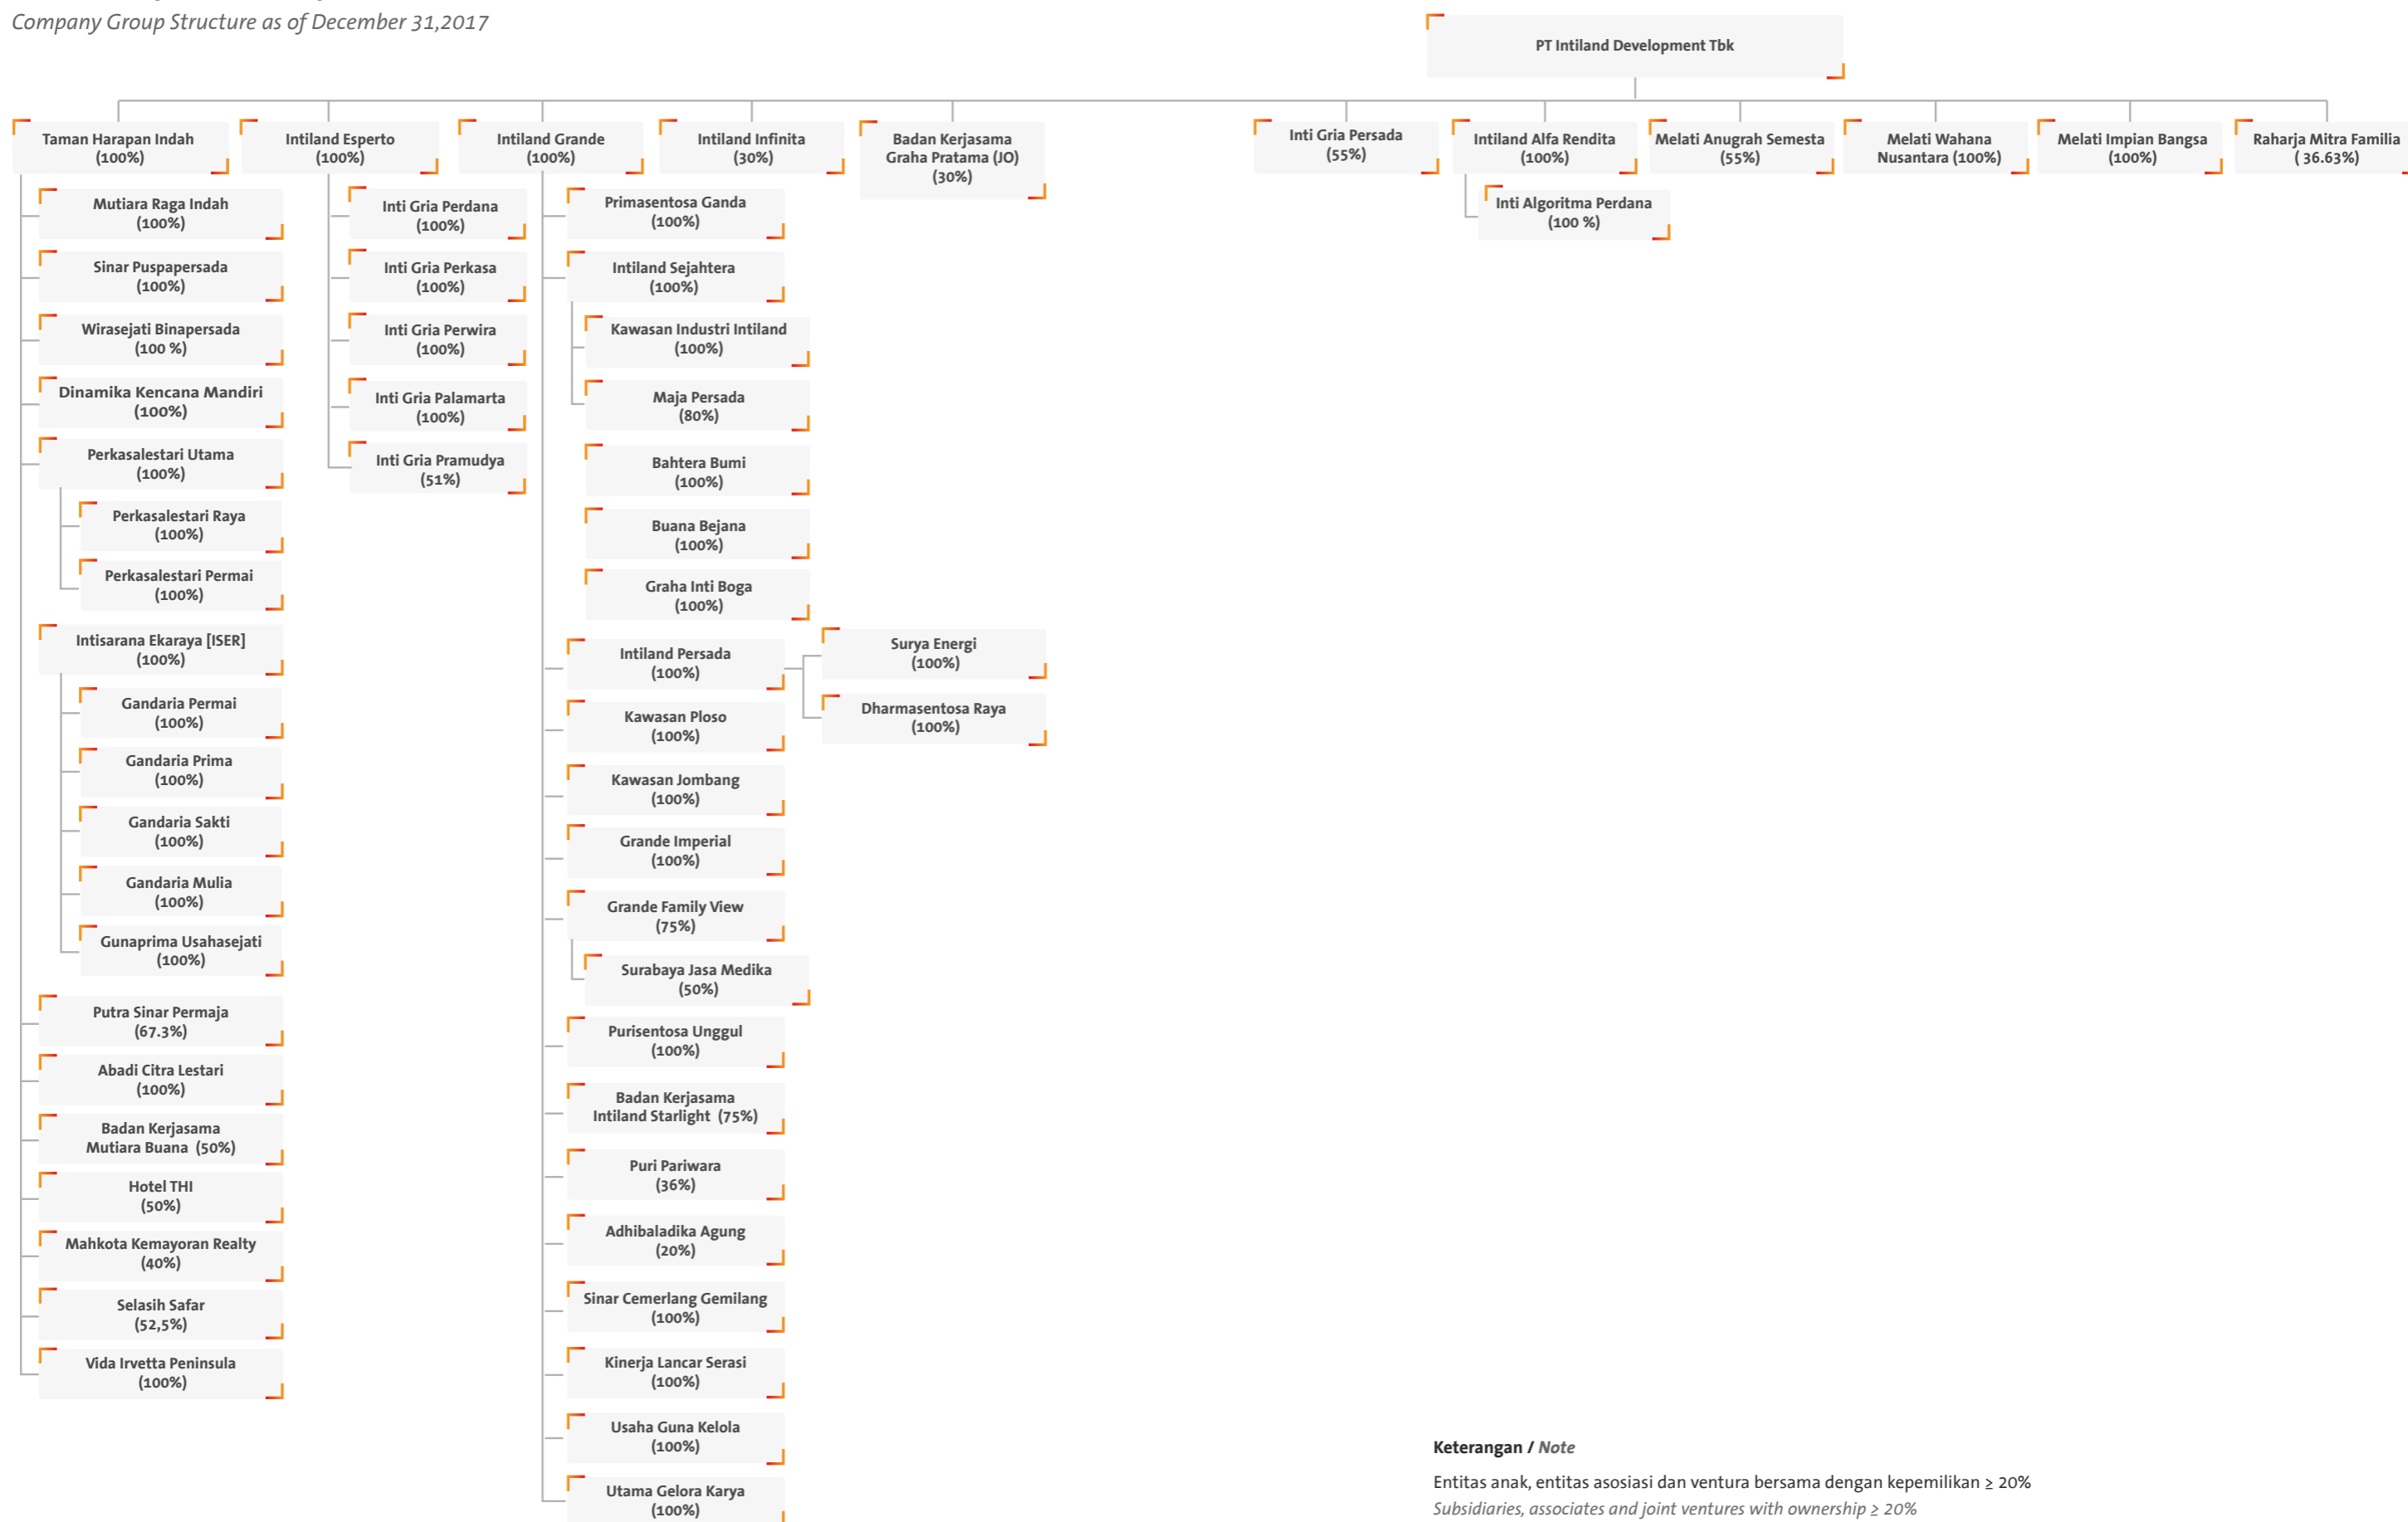 Company Group Structure as of December 31,2017
PT Intiland Development Tbk
Taman Harapan Indah
(100%)
Intiland Esperto
(100%)
Intiland Grande
(100%)
Intiland Infinita
(30%)
Badan Kerjasama
Graha Pratama (JO)
(30%)
Inti Gria Persada
(55%)
Intiland Alfa Rendita
(100%)
Melati Anugrah Semesta
(55%)
Melati Wahana
Nusantara (100%)
Melati Impian Bangsa
(100%)
Raharja Mitra Familia
( 36.63%)
Mutiara Raga Indah
(100%)
Sinar Puspapersada
(100%)
Wirasejati Binapersada
(100 %)
Dinamika Kencana Mandiri
(100%)
Perkasalestari Utama
(100%)
Perkasalestari Raya
(100%)
Perkasalestari Permai
(100%)
Intisarana Ekaraya [ISER]
(100%)
Gandaria Permai
(100%)
Gandaria Prima
(100%)
Gandaria Sakti
(100%)
Gandaria Mulia
(100%)
Gunaprima Usahasejati
(100%)
Putra Sinar Permaja
(67.3%)
Abadi Citra Lestari
(100%)
Badan Kerjasama
Mutiara Buana (50%)
Hotel THI
(50%)
Mahkota Kemayoran Realty
(40%)
Selasih Safar
(52,5%)
Vida Irvetta Peninsula
(100%)
Inti Gria Perdana
(100%)
Inti Gria Perkasa
(100%)
Inti Gria Perwira
(100%)
Inti Gria Palamarta
(100%)
Inti Gria Pramudya
(51%)
Primasentosa Ganda
(100%)
Intiland Sejahtera
(100%)
Kawasan Industri Intiland
(100%)
Maja Persada
(80%)
Bahtera Bumi
(100%)
Buana Bejana
(100%)
Graha Inti Boga
(100%)
Intiland Persada
(100%)
Surya Energi
(100%)
Dharmasentosa Raya
(100%)
Kawasan Ploso
(100%)
Kawasan Jombang
(100%)
Grande Imperial
(100%)
Grande Family View
(75%)
Surabaya Jasa Medika
(50%)
Purisentosa Unggul
(100%)
Badan Kerjasama
Intiland Starlight (75%)
Puri Pariwara
(36%)
Adhibaladika Agung
(20%)
Sinar Cemerlang Gemilang
(100%)
Kinerja Lancar Serasi
(100%)
Usaha Guna Kelola
(100%)
Utama Gelora Karya
(100%)
Inti Algoritma Perdana
(100 %)
Keterangan / Note
Entitas anak, entitas asosiasi dan ventura bersama dengan kepemilikan ≥ 20%
Subsidiaries, associates and joint ventures with ownership ≥ 20%